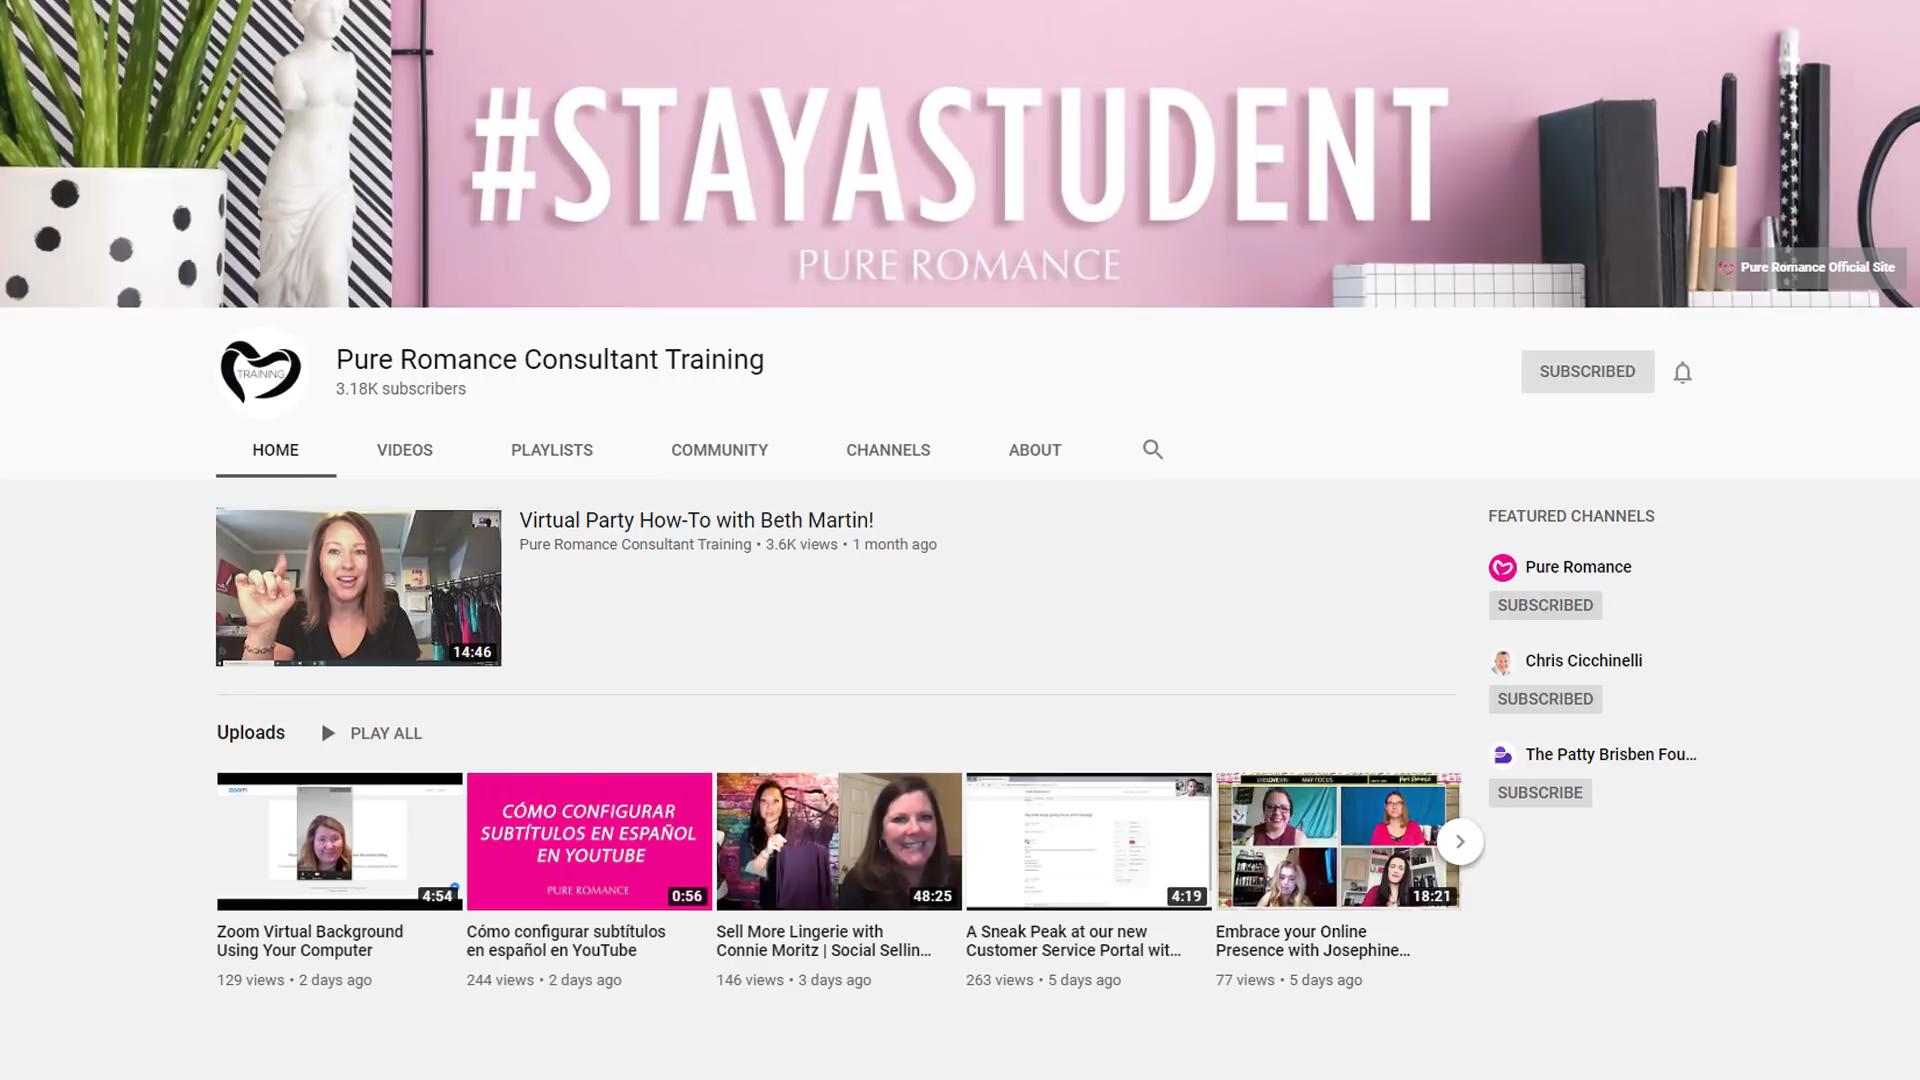 #STAYASTUDENT
PURE ROMANCE
Pure Romance Official Site
TRAINING
Pure Romance Consultant Training
3.18K subscribers
SUBSCRIBED
HOME
VIDEOS
PLAYLISTS
COMMUNITY
CHANNELS
ABOUT
14:46
Virtual Party How-To with Beth Martin!
Pure Romance Consultant Training • 3.6K views • 1 month ago
FEATURED CHANNELS
Pure Romance
SUBSCRIBED
Chris Cicchinelli
SUBSCRIBED
The Patty Brisben Fou...
SUBSCRIBE
Uploads
PLAY ALL
zoom
4:54
Zoom Virtual Background
Using Your Computer
129 views • 2 days ago
CÓMO CONFIGURAR
SUBTÍTULOS EN ESPAÑOL
EN YOUTUBE
PURE ROMANCE
0:56
Cómo configurar subtítulos
en español en YouTube
244 views • 2 days ago
48:25
Sell More Lingerie with
Connie Moritz | Social Sellin...
146 views • 3 days ago
4:19
A Sneak Peak at our new
Customer Service Portal wit...
263 views • 5 days ago
MAY FOCUS
18:21
Embrace your Online
Presence with Josephine...
77 views • 5 days ago